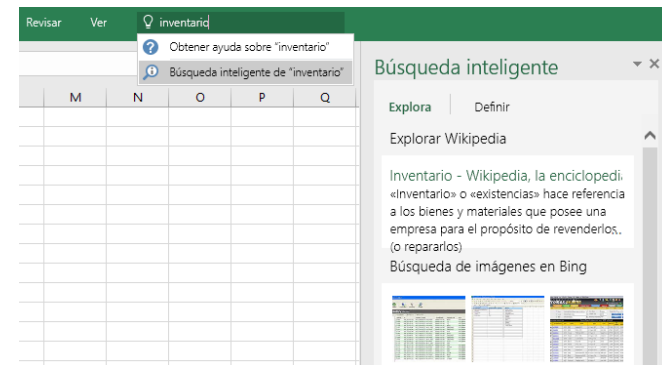 Revisar Ver inventario
Obtener ayuda sobre "inventario"
Búsqueda inteligente de "inventario"
M N O P Q
Búsqueda inteligente
Explora Definir
Explorar Wikipedia
Inventario - Wikipedia, la enciclopedi
«Inventario» o «existencias» hace referencia
a los bienes y materiales que posee una
empresa para el propósito de revenderlos..
(o repararlos)
Búsqueda de imágenes en Bing